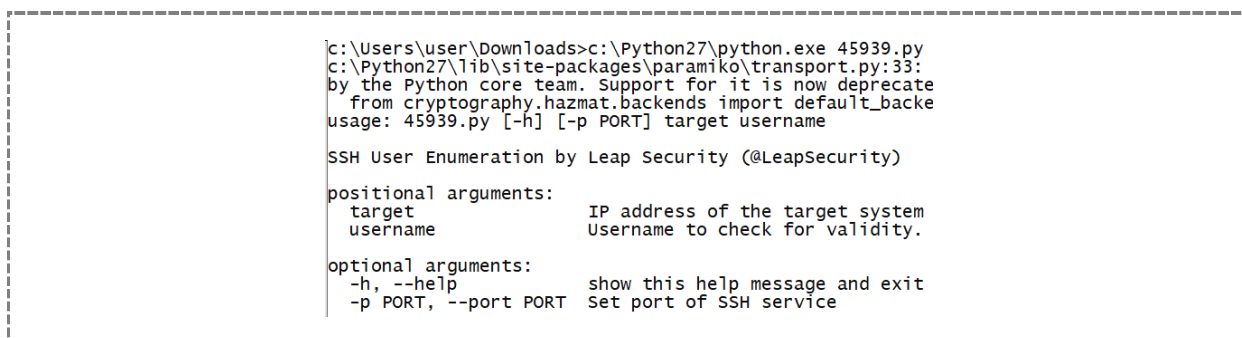 c:\Users\user\Downloads>c:\Python27\python.exe 45939.py
c:\Python27\lib\site-packages\paramiko\transport.py:33:
by the Python core team. Support for it is now deprecate
  from cryptography.hazmat.backends import default_backe
usage: 45939.py [-h] [-p PORT] target username
SSH User Enumeration by Leap Security (@LeapSecurity)
positional arguments:
  target                IP address of the target system
  username              Username to check for validity.
optional arguments:
  -h, --help            show this help message and exit
  -p PORT, --port PORT  Set port of SSH service